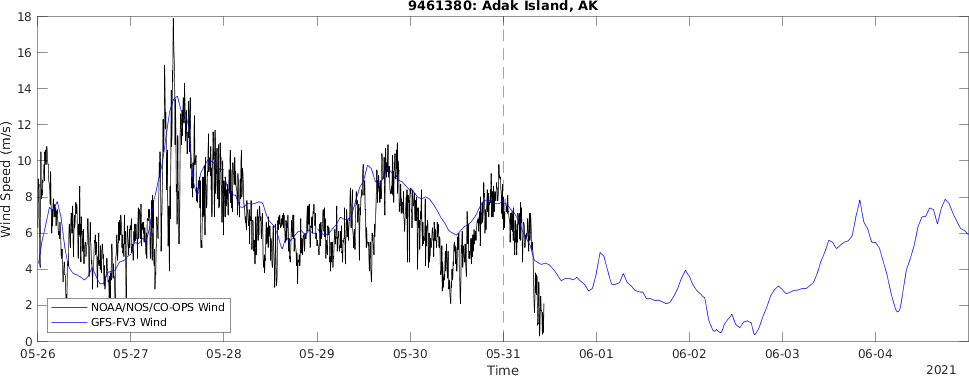 9461380: Adak Island, AK
Wind Speed (m/s)
18
16
14
12
10
8
6
4
2
0
NOAA/NOS/CO-OPS Wind
GFS-FV3 Wind
05-26 05-27 05-28 05-29 05-30 05-31 06-01 06-02 06-03 06-04
Time
2021